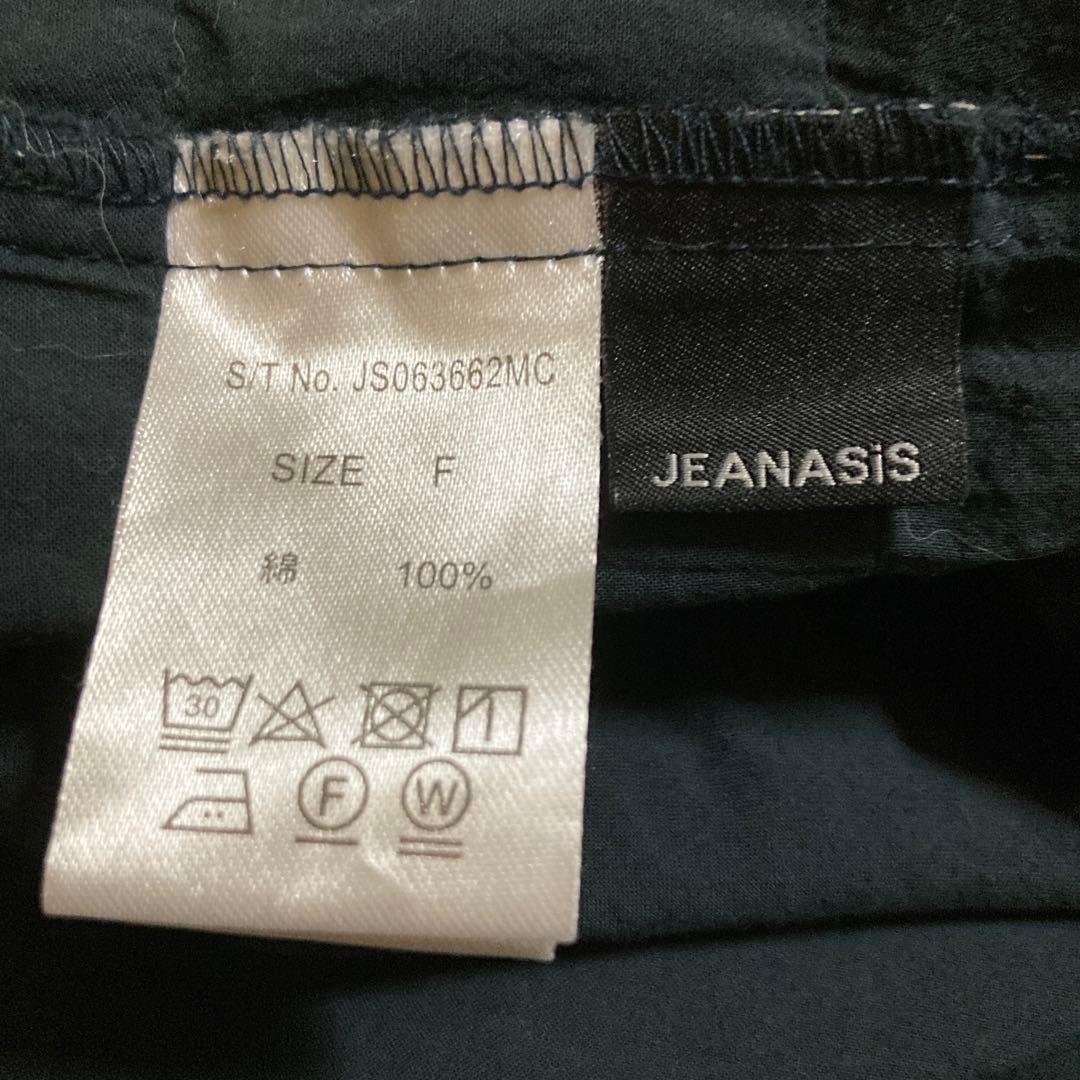 S/T No. JS063662MC
SIZE F
綿 100%
30
F W
JEANASiS